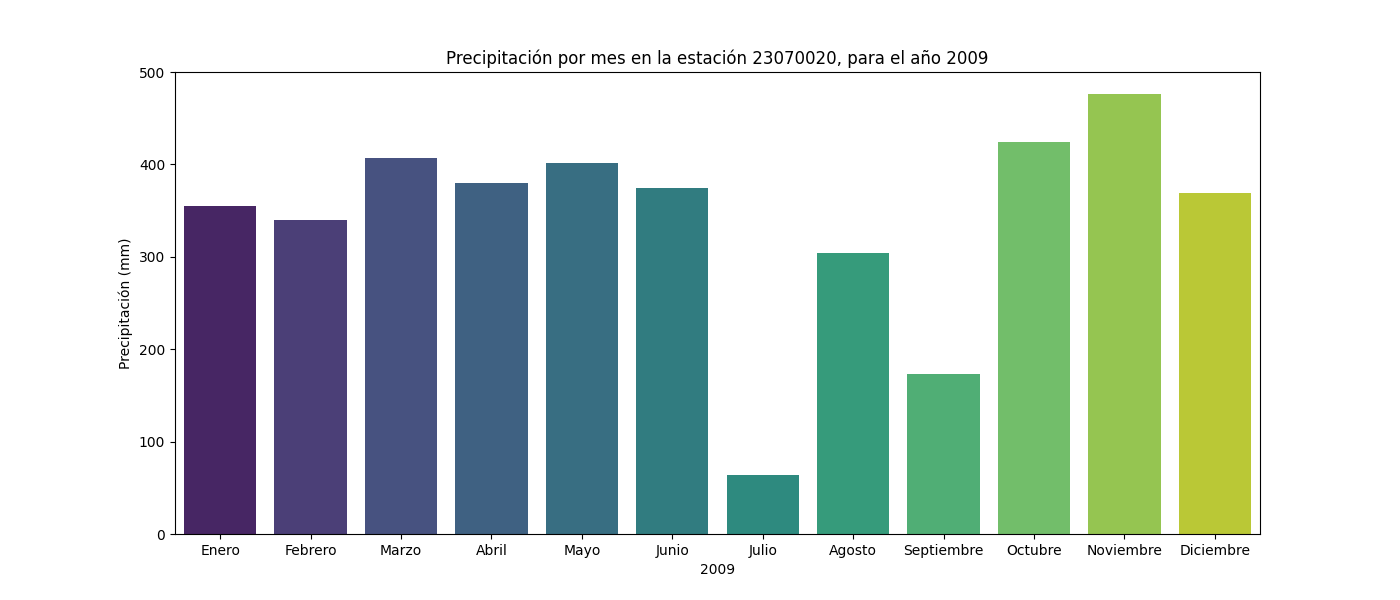 Precipitación por mes en la estación 23070020, para el año 2009
500
400
300
200
100
0
Precipitación (mm)
Enero Febrero Marzo Abril Mayo Junio Julio Agosto Septiembre Octubre Noviembre Diciembre
2009